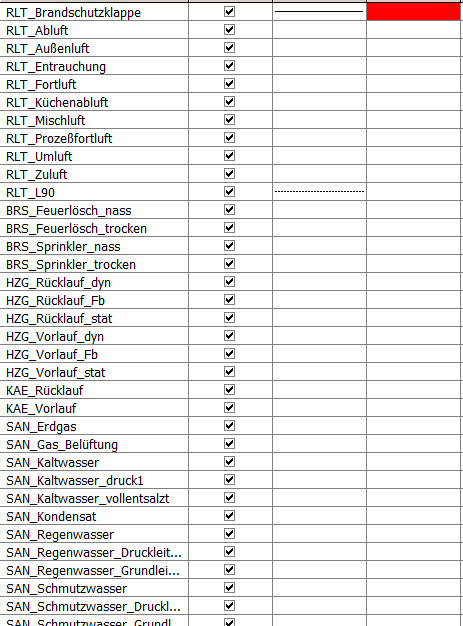 RLT_Brandschutzklappe
RLT_Abluft
RLT_Außenluft
RLT_Entrauchung
RLT_Fortluft
RLT_Küchenabluft
RLT_Mischluft
RLT_Prozeßfortluft
RLT_Umluft
RLT_Zuluft
RLT_L90
BRS_Feuerlösch_nass
BRS_Feuerlösch_trocken
BRS_Sprinkler_nass
BRS_Sprinkler_trocken
HZG_Rücklauf_dyn
HZG_Rücklauf_Fb
HZG_Rücklauf_stat
HZG_Vorlauf_dyn
HZG_Vorlauf_Fb
HZG_Vorlauf_stat
KAE_Rücklauf
KAE_Vorlauf
SAN_Erdgas
SAN_Gas_Belüftung
SAN_Kaltwasser
SAN_Kaltwasser_druck1
SAN_Kaltwasser_vollentsalzt
SAN_Kondensat
SAN_Regenwasser
SAN_Regenwasser_Druckleit...
SAN_Regenwasser_Grundlei...
SAN_Schmutzwasser
SAN_Schmutzwasser_Druckl...
SAN_Schmutzwasser_Grundl